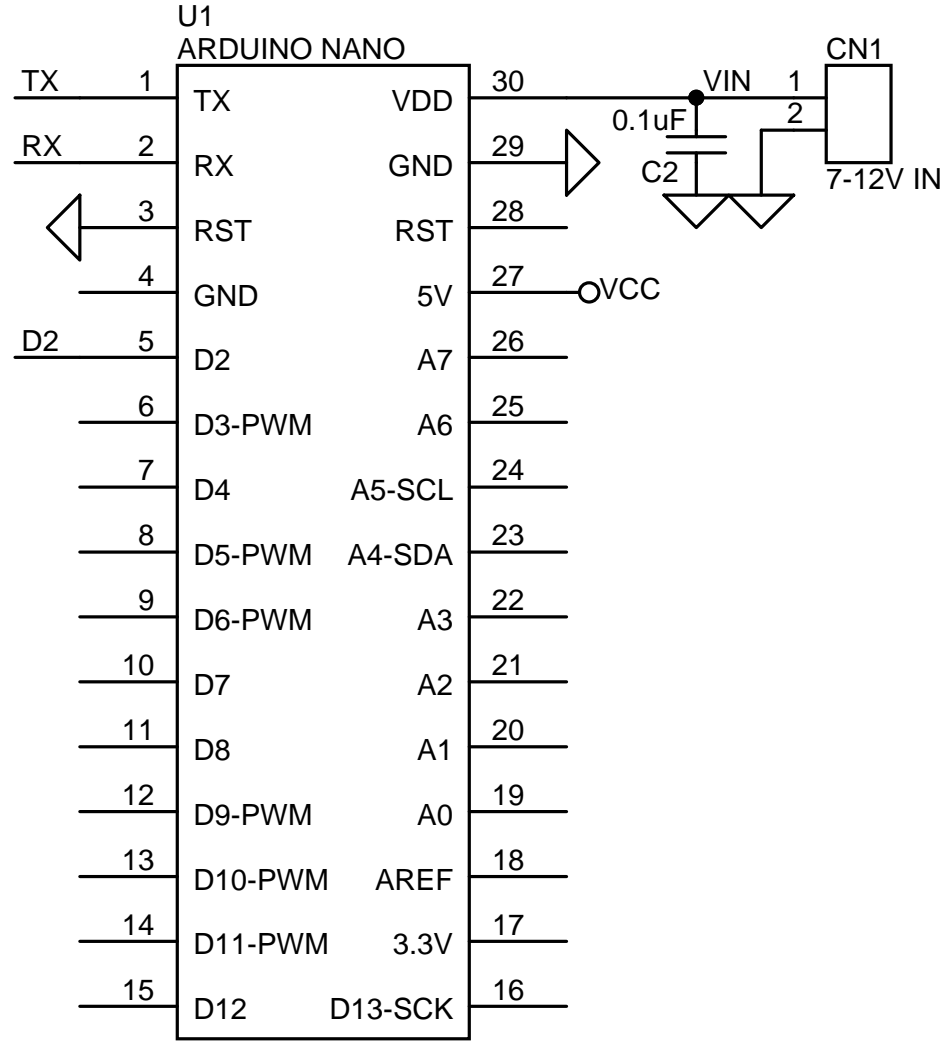 U1
ARDUINO NANO
CN1
TX 1 TX VDD 30 VIN 1
2
0.1uF
RX 2 RX GND 29
C2
7-12V IN
3 RST RST 28
4 GND 5V 27 VCC
D2 5 D2 A7 26
6 D3-PWM A6 25
7 D4 A5-SCL 24
8 D5-PWM A4-SDA 23
9 D6-PWM A3 22
10 D7 A2 21
11 D8 A1 20
12 D9-PWM A0 19
13 D10-PWM AREF 18
14 D11-PWM 3.3V 17
15 D12 D13-SCK 16